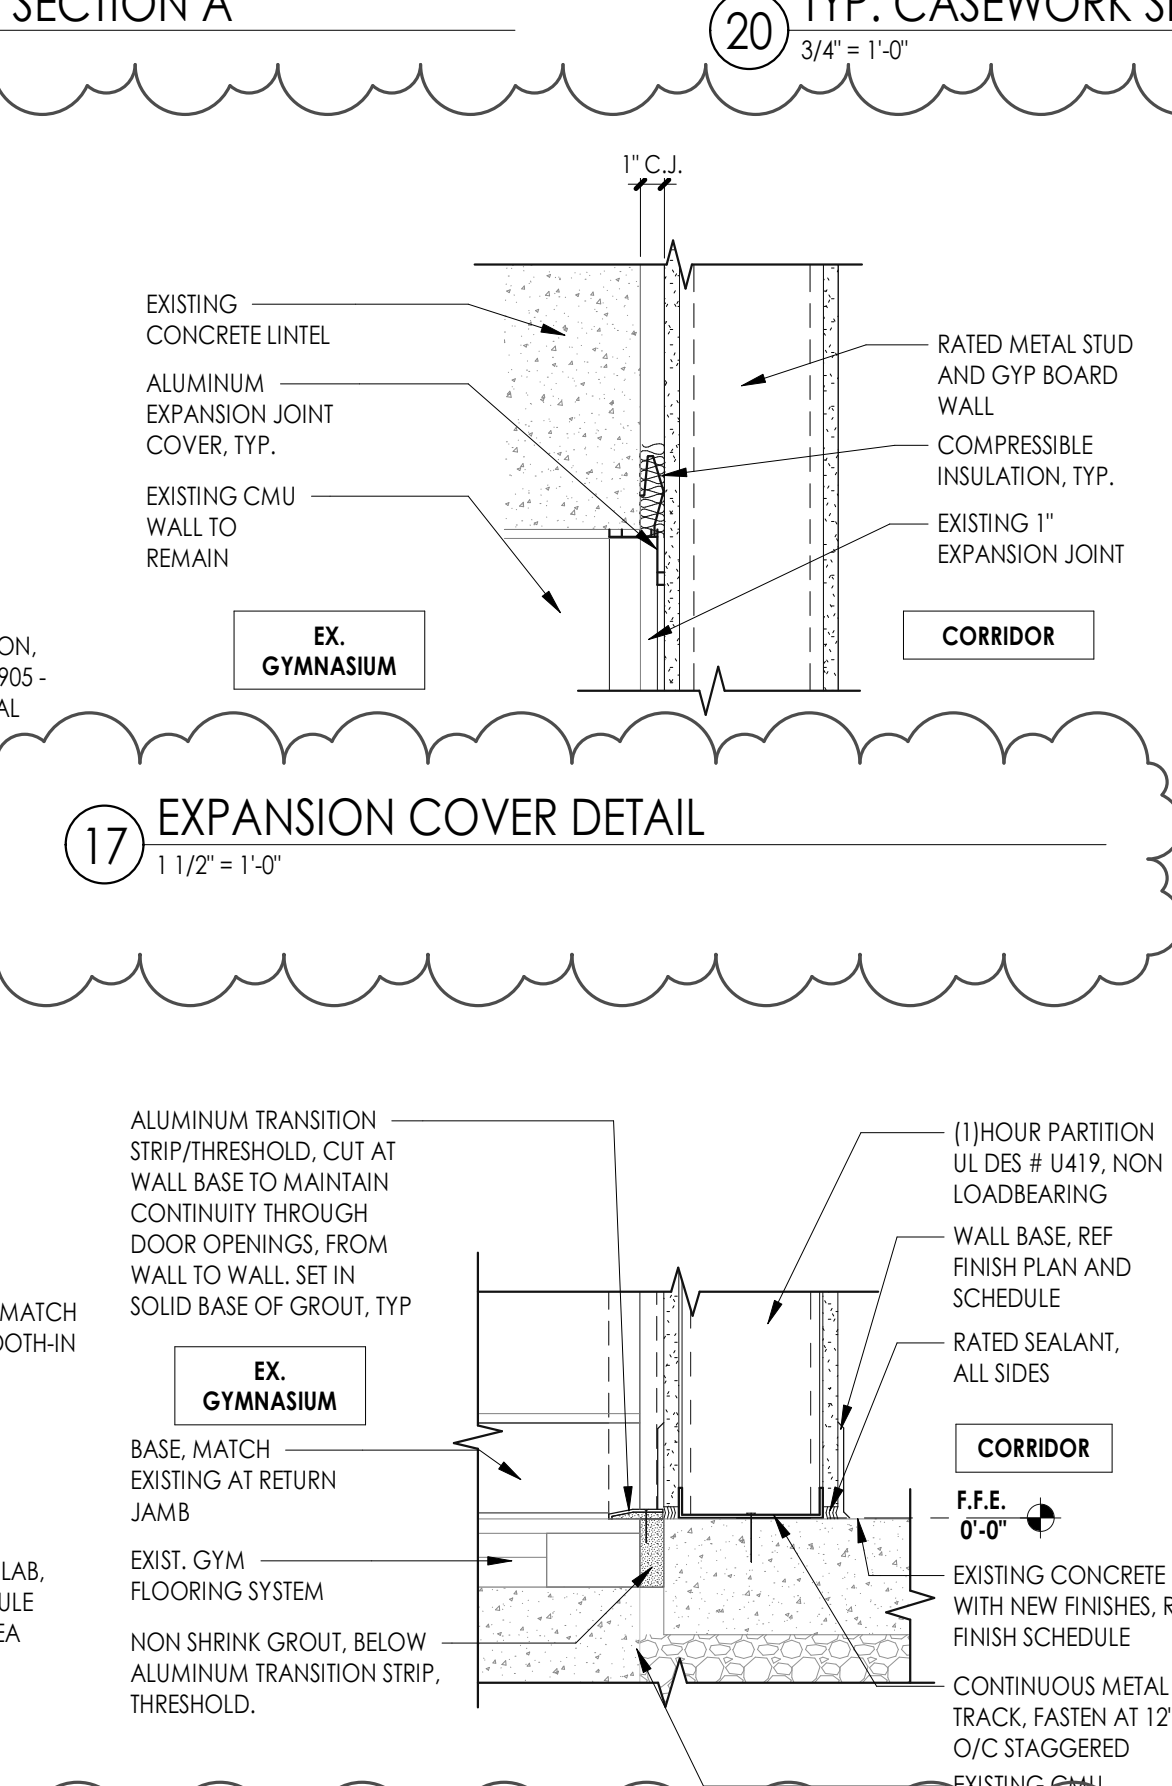 SECTION A
20
TYP. CASEWORK
3/4" = 1'-0"
1" C.J.
EXISTING
CONCRETE LINTEL
ALUMINUM
EXPANSION JOINT
COVER, TYP.
EXISTING CMU
WALL TO
REMAIN
RATED METAL STUD
AND GYP BOARD
WALL
COMPRESSIBLE
INSULATION, TYP.
EXISTING 1"
EXPANSION JOINT
EX.
GYMNASIUM
CORRIDOR
ON,
905 -
AL
17
EXPANSION COVER DETAIL
1 1/2" = 1'-0"
ALUMINUM TRANSITION
STRIP/THRESHOLD, CUT AT
WALL BASE TO MAINTAIN
CONTINUITY THROUGH
DOOR OPENINGS, FROM
WALL TO WALL. SET IN
SOLID BASE OF GROUT, TYP
MATCH
OOTH-IN
EX.
GYMNASIUM
BASE, MATCH
EXISTING AT RETURN
JAMB
EXIST. GYM
FLOORING SYSTEM
LAB,
ULE
EA
NON SHRINK GROUT, BELOW
ALUMINUM TRANSITION STRIP,
THRESHOLD.
(1)HOUR PARTITION
UL DES # U419, NON
LOADBEARING
WALL BASE, REF
FINISH PLAN AND
SCHEDULE
RATED SEALANT,
ALL SIDES
CORRIDOR
F.F.E.
0'-0"
EXISTING CONCRETE
WITH NEW FINISHES, R
FINISH SCHEDULE
CONTINUOUS METAL
TRACK, FASTEN AT 12"
O/C STAGGERED
EXISTING CMU